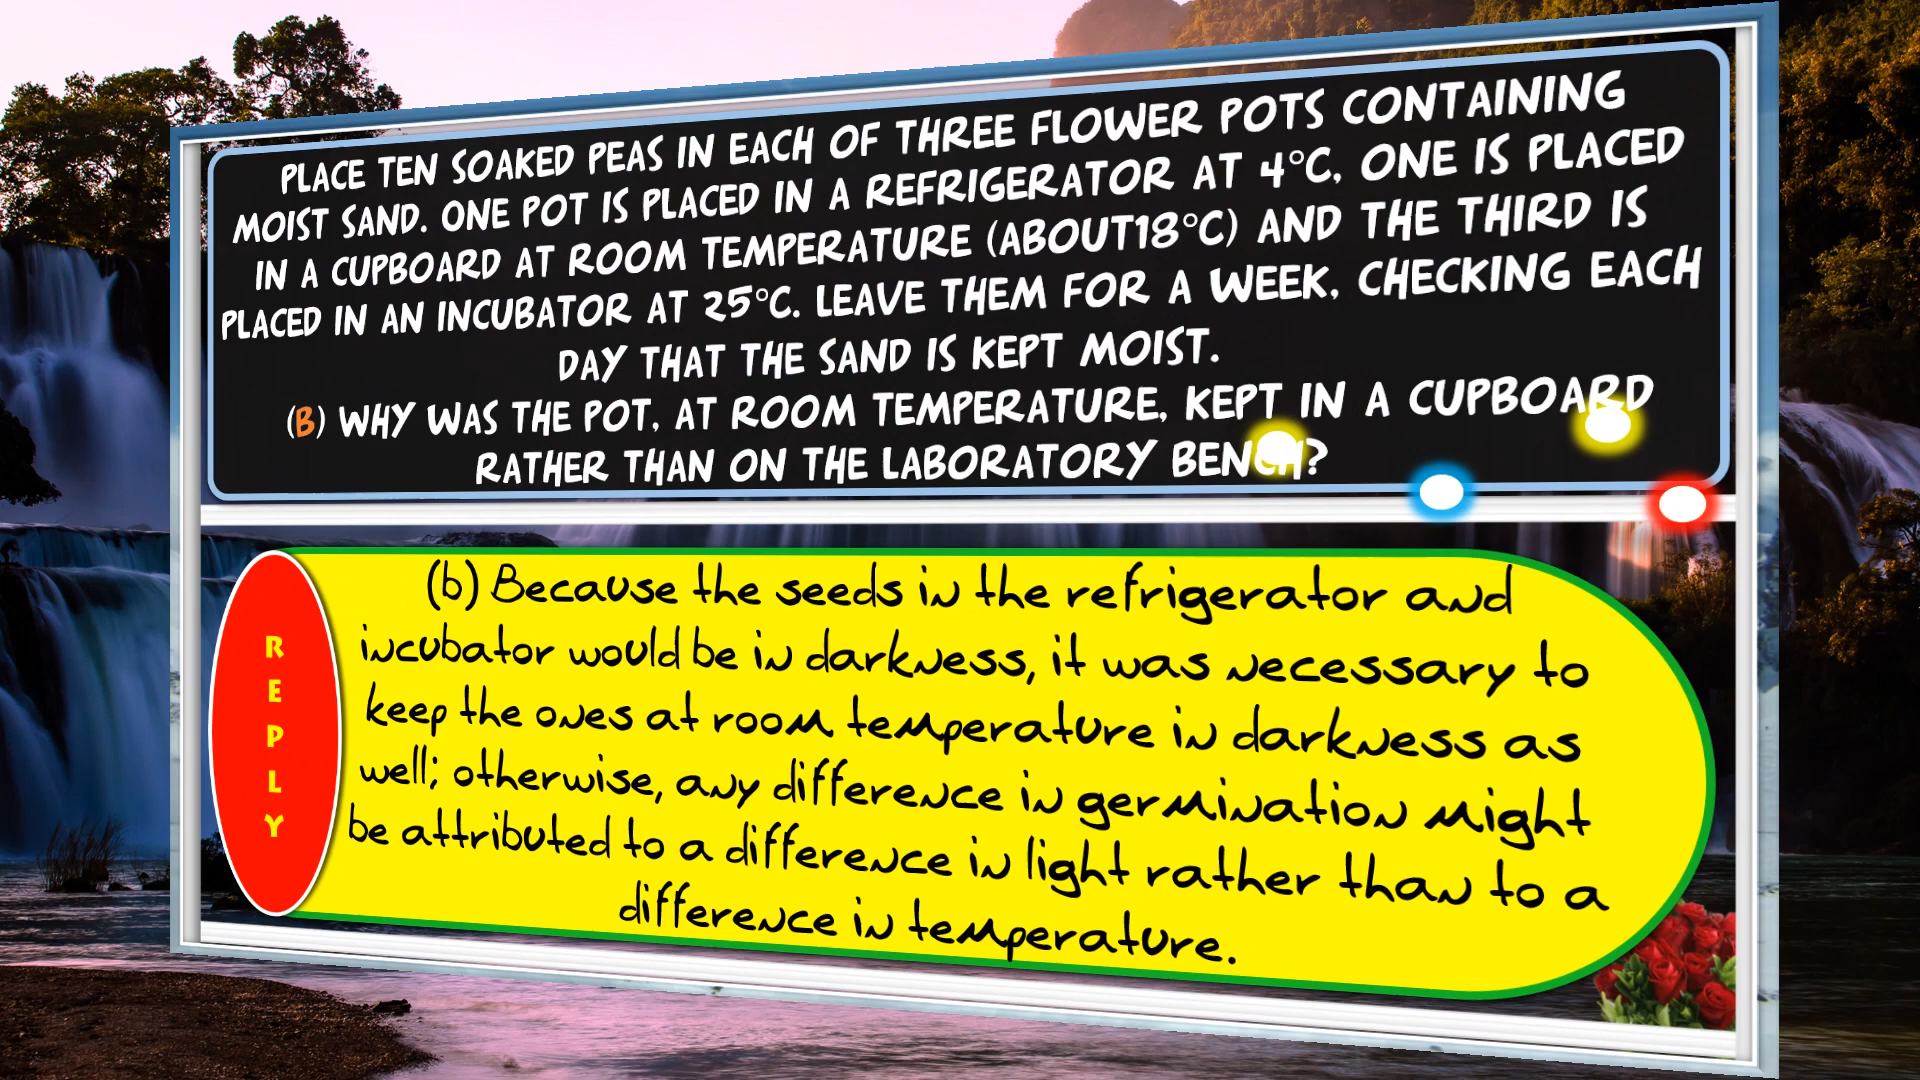 PLACE TEN SOAKED PEAS IN EACH OF THREE FLOWER POTS CONTAINING
MOIST SAND. ONE POT IS PLACED IN A REFRIGERATOR AT 4°C, ONE IS PLACED
IN A CUPBOARD AT ROOM TEMPERATURE (ABOUT18°C) AND THE THIRD IS
PLACED IN AN INCUBATOR AT 25°C. LEAVE THEM FOR A WEEK, CHECKING EACH
DAY THAT THE SAND IS KEPT MOIST.
(B) WHY WAS THE POT, AT ROOM TEMPERATURE, KEPT IN A CUPBOARD
RATHER THAN ON THE LABORATORY BENCH?
REPLY
(b) Because the seeds in the refrigerator and
incubator would be in darkness, it was necessary to
keep the ones at room temperature in darkness as
well; otherwise, any difference in germination might
be attributed to a difference in light rather than to a
difference in temperature.